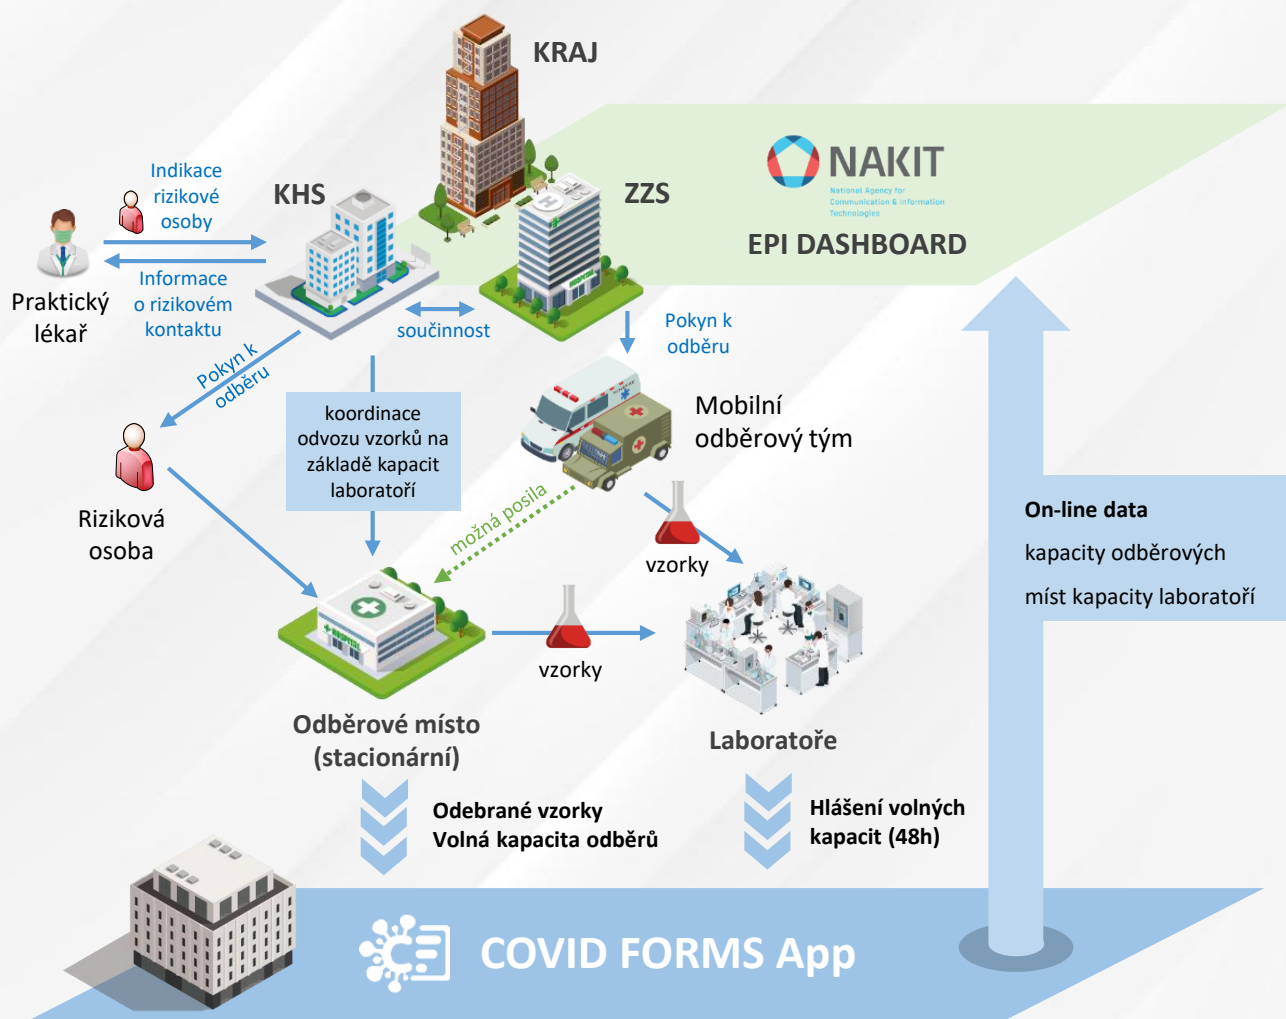 KRAJ
NAKIT
National Agency for
Communication & Information
Technologies
EPI DASHBOARD
Indikace
rizikové
osoby
KHS
ZZS
Praktický
lékař
Informace
o rizikovém
kontaktu
součinnost
HOSPITAL
Pokyn k
odběru
Pokyn k
odběru
koordinace
odvozu vzorků na
základě kapacit
laboratoří
Mobilní
odběrový tým
Riziková
osoba
možná posila
vzorky
On-line data
kapacity odběrových
míst kapacity laboratoří
HOSPITAL
vzorky
Odběrové místo
(stacionární)
Laboratoře
Odebrané vzorky
Volná kapacita odběrů
Hlášení volných
kapacit (48h)
COVID FORMS App